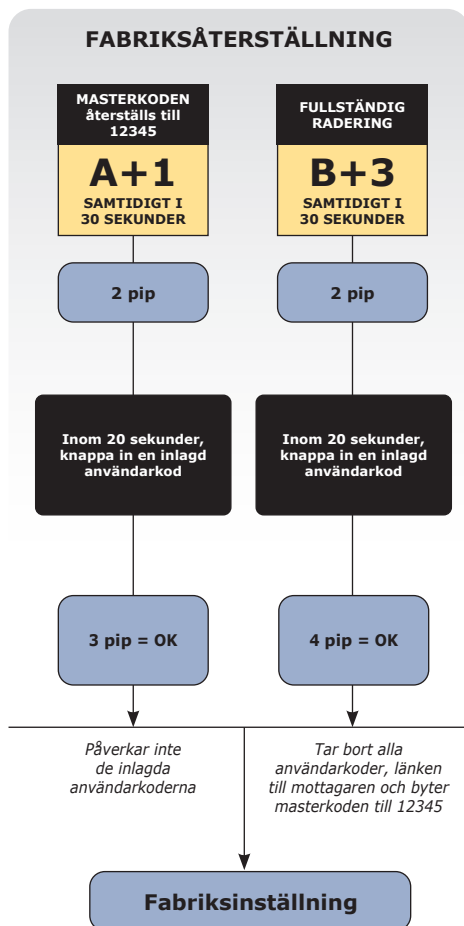 FABRIKSÅTERSTÄLLNING
MASTERKODEN
återställs till
12345
A+1
SAMTIDIGT I
30 SEKUNDER
2 pip
Inom 20 sekunder,
knappa in en inlagd
användarkod
3 pip = OK
Påverkar inte
de inlagda
användarkoderna
FULLSTÄNDIG
RADERING
B+3
SAMTIDIGT I
30 SEKUNDER
2 pip
Inom 20 sekunder,
knappa in en inlagd
användarkod
4 pip = OK
Tar bort alla
användarkoder, länken
till mottagaren och byter
masterkoden till 12345
Fabriksinställning